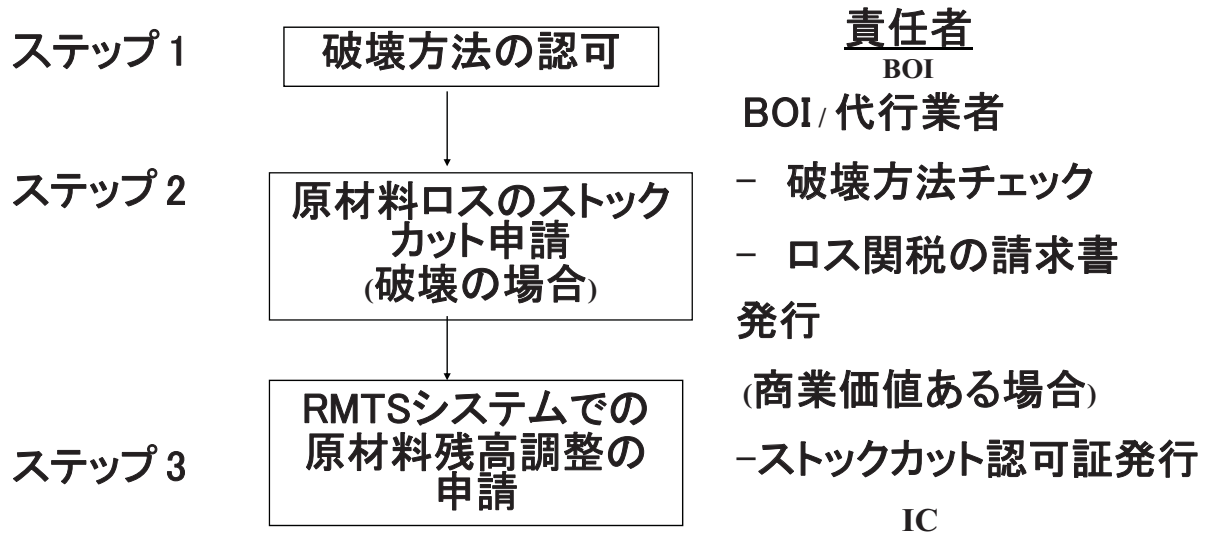 ステップ1
破壊方法の認可
責任者
BOI
BOI/代行業者
ステップ2
原材料ロスのストック
カット申請
(破壊の場合)
- 破壊方法チェック
- ロス関税の請求書
発行
(商業価値ある場合)
ステップ3
RMTSシステムでの
原材料残高調整の
申請
-ストックカット認可証発行
IC